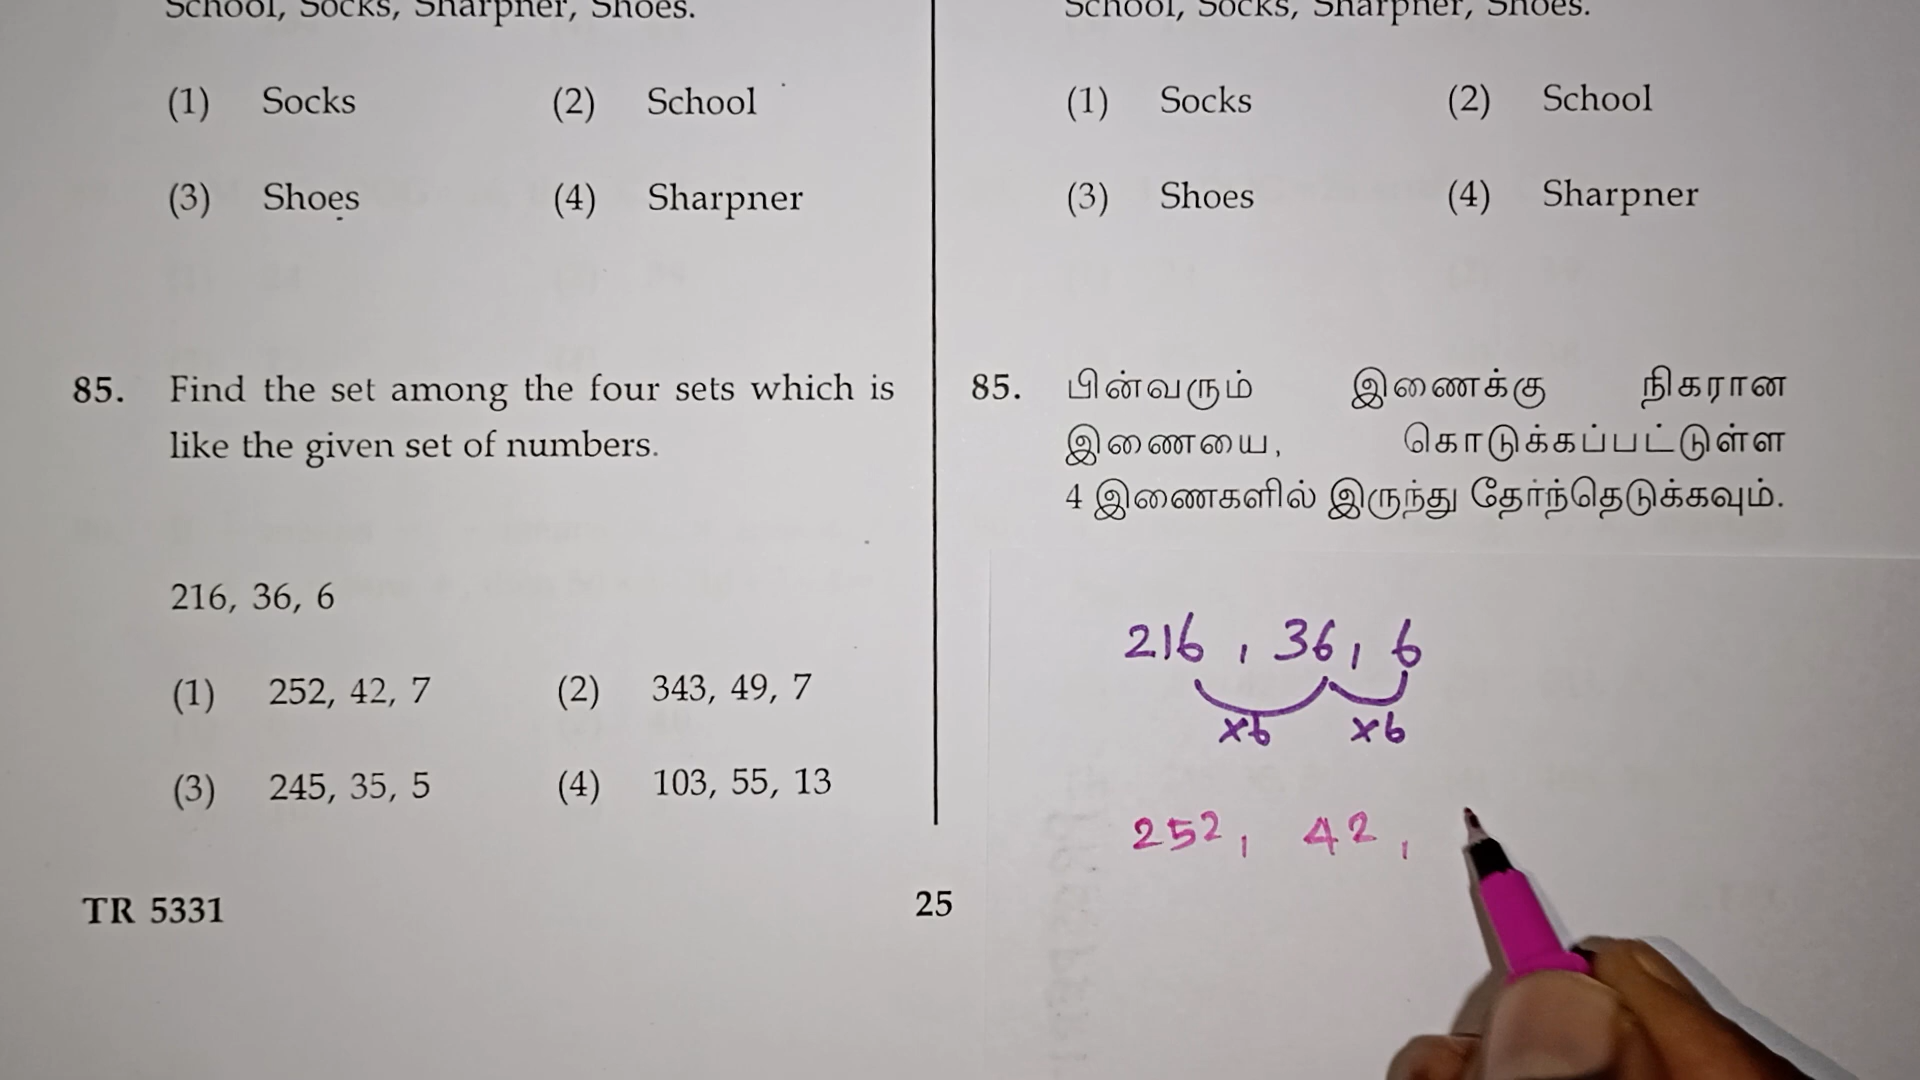 School, Socks, Sharpner, Shoes.
(1) Socks (2) School
(3) Shoes (4) Sharpner
85. Find the set among the four sets which is
like the given set of numbers.
216, 36, 6
(1) 252, 42, 7 (2) 343, 49, 7
(3) 245, 35, 5 (4) 103, 55, 13
TR 5331
25
School, Socks, Sharpner, Shoes.
(1) Socks (2) School
(3) Shoes (4) Sharpner
85. பின்வரும் இணைக்கு நிகரான
இணையை, கொடுக்கப்பட்டுள்ள
4 இணைகளில் இருந்து தேர்ந்தெடுக்கவும்.
216, 36, 6
×6 ×6
252, 42,